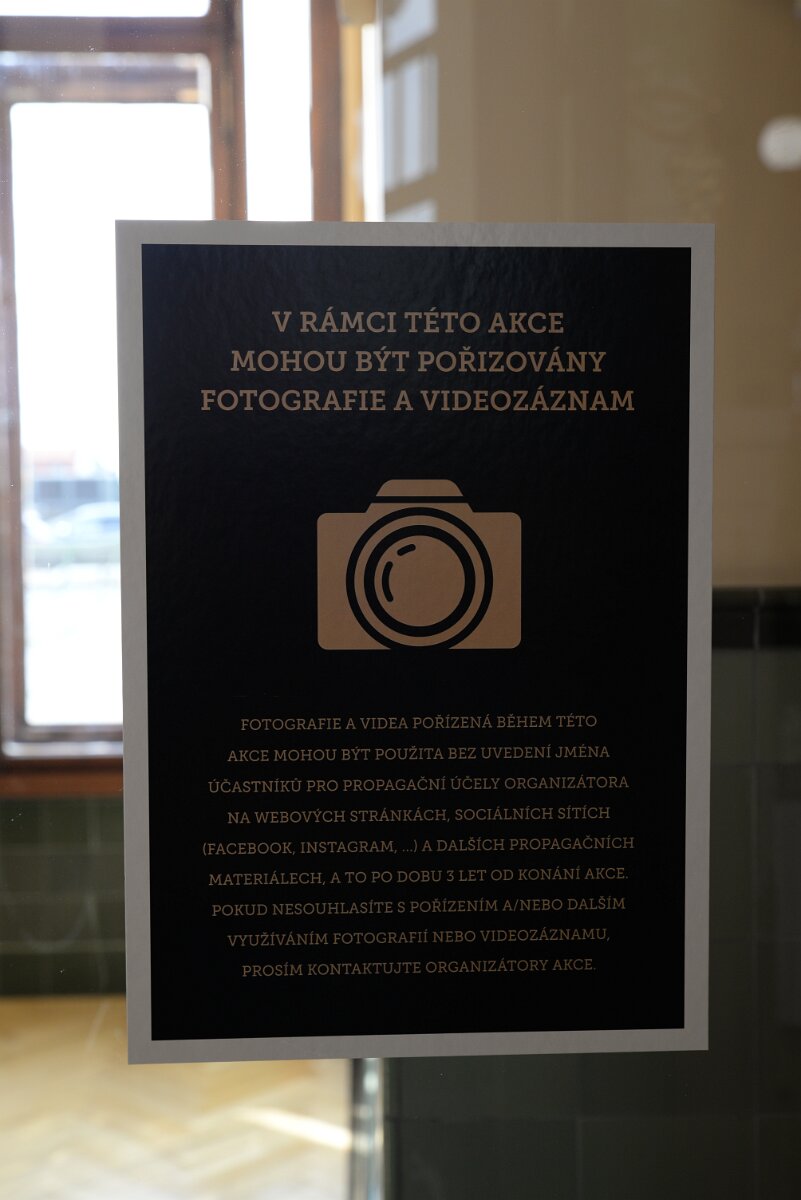 V RÁMCI TÉTO AKCE
MOHOU BÝT POŘIZOVÁNY
FOTOGRAFIE A VIDEOZÁZNAM
FOTOGRAFIE A VIDEA POŘÍZENÁ BĚHEM TÉTO
AKCE MOHOU BÝT POUŽITA BEZ UVEDENÍ JMÉNA
ÚČASTNÍKŮ PRO PROPAGAČNÍ ÚČELY ORGANIZÁTORA
NA WEBOVÝCH STRÁNKÁCH, SOCIÁLNÍCH SÍTÍCH
(FACEBOOK, INSTAGRAM, ...) A DALŠÍCH PROPAGAČNÍCH
MATERIÁLECH, A TO PO DOBU 3 LET OD KONÁNÍ AKCE.
POKUD NESOUHLASÍTE S POŘÍZENÍM A/NEBO DALŠÍM
VYUŽÍVÁNÍM FOTOGRAFIÍ NEBO VIDEOZÁZNAMU,
PROSÍM KONTAKTUJTE ORGANIZÁTORY AKCE.